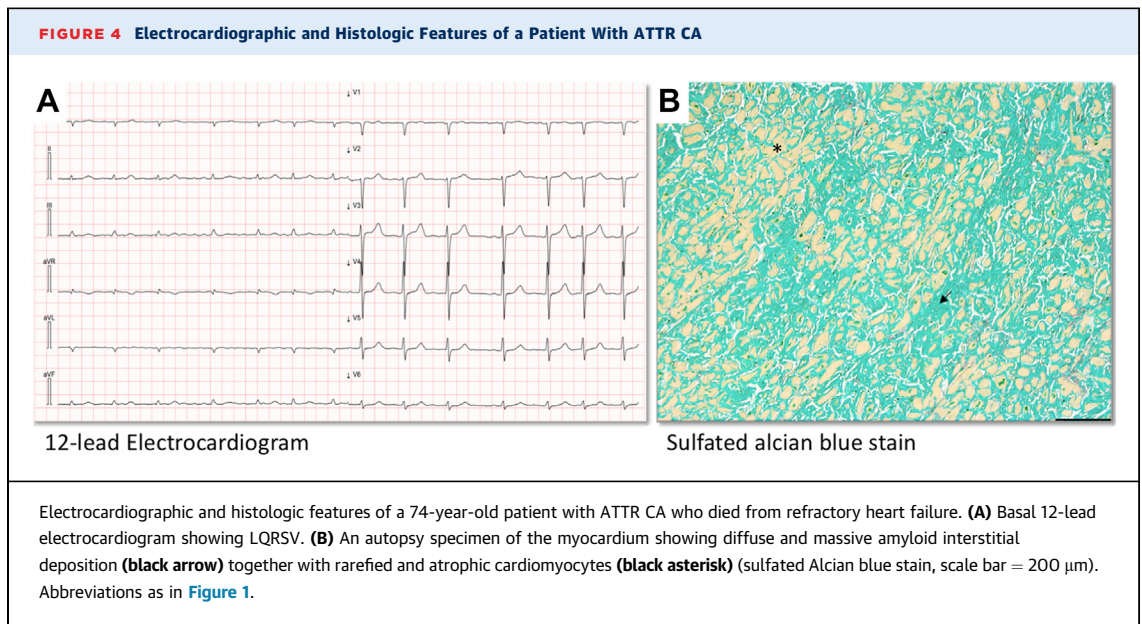 FIGURE 4 Electrocardiographic and Histologic Features of a Patient With ATTR CA
A
↓ V1
II
↓ V2
III
↓ V3
aVR
↓ V4
aVL
↓ V5
aVF
↓ V6
12-lead Electrocardiogram
B
*
Sulfated alcian blue stain
Electrocardiographic and histologic features of a 74-year-old patient with ATTR CA who died from refractory heart failure. (A) Basal 12-lead
electrocardiogram showing LQRSV. (B) An autopsy specimen of the myocardium showing diffuse and massive amyloid interstitial
deposition (black arrow) together with rarefied and atrophic cardiomyocytes (black asterisk) (sulfated Alcian blue stain, scale bar = 200 μm).
Abbreviations as in Figure 1.